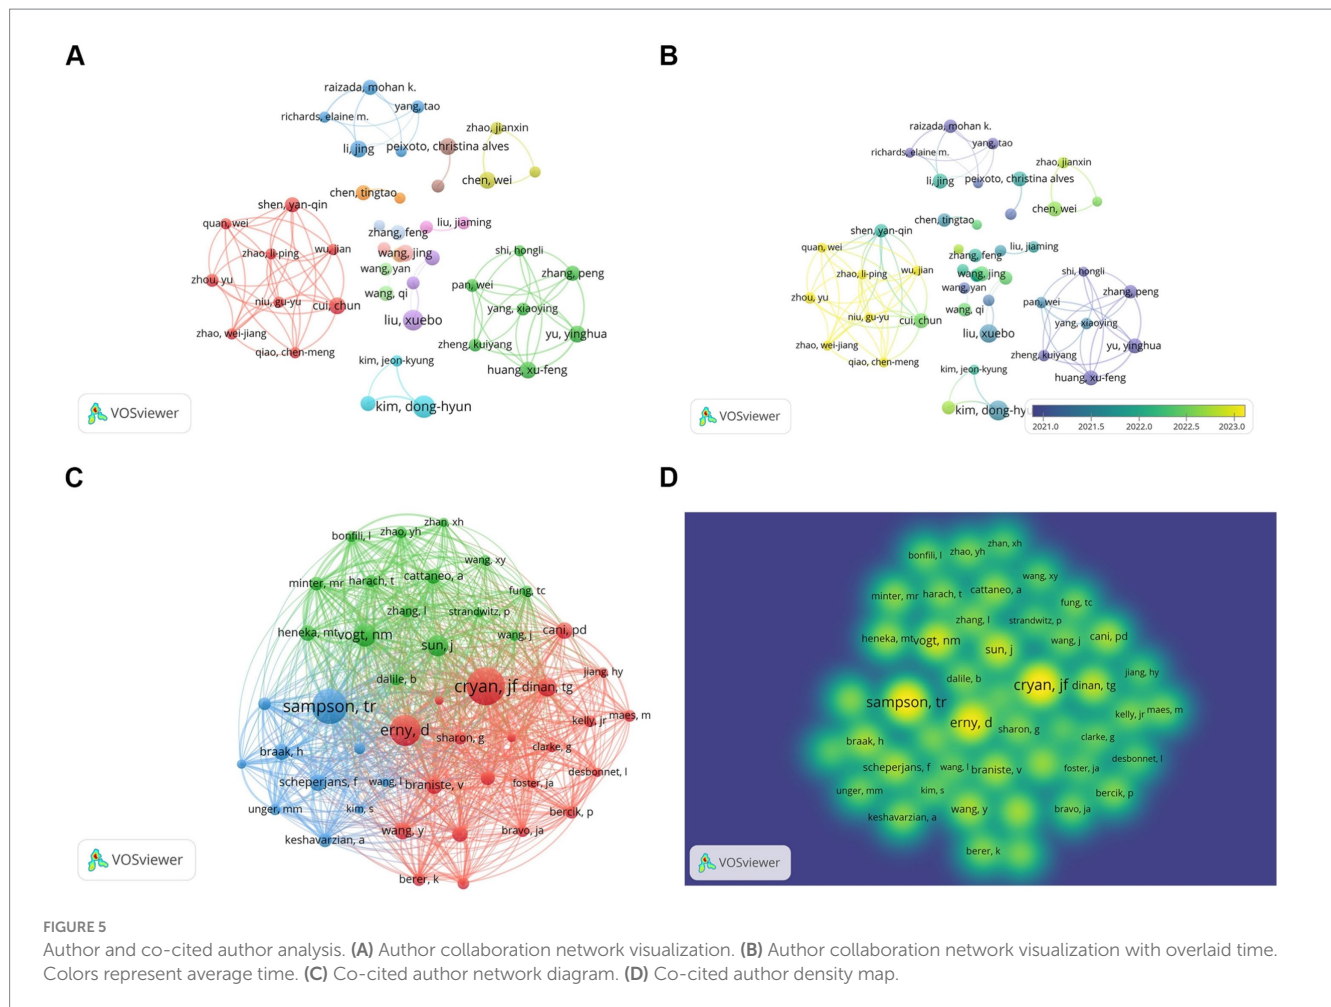 A
raizada, mohan k.
yang, tao
richards, elaine m.
zhao, jianxin
li, jing
peixoto, christina alves
chen, wei
chen, tingtao
shen, yan-qin
quan, wei
liu, jiaming
zhang, feng
zhao, li-ping
wu, jian
wang, jing
shi, hongli
wang, yan
zhang, peng
zhou, yu
pan, wei
wang, qi
niu, gu-yu
cui, chun
yang, xiaoying
liu, xuebo
zhao, wei-jiang
yu, yinghua
zheng, kuiyang
qiao, chen-meng
kim, jeon-kyung
huang, xu-feng
kim, dong-hyun
VOSviewer
B
raizada, mohan k.
yang, tao
richards, elaine m.
zhao, jianxin
li, jing
peixoto, christina alves
chen, wei
chen, tingtao
shen, yan-qin
quan, wei
liu, jiaming
zhang, feng
zhao, li-ping
wu, jian
wang, jing
shi, hongli
wang, yan
zhang, peng
zhou, yu
pan, wei
wang, qi
niu, gu-yu
cui, chun
yang, xiaoying
liu, xuebo
zhao, wei-jiang
yu, yinghua
zheng, kuiyang
qiao, chen-meng
kim, jeon-kyung
huang, xu-feng
kim, dong-hy
VOSviewer
2021.0 2021.5 2022.0 2022.5 2023.0
C
zhan, xh
bonfili, l
zhao, yh
wang, xy
minter, mr
harach, t
cattaneo, a
fung, tc
zhang, l
strandwitz, p
heneka, mt
vogt, nm
wang, j
cani, pd
sun, j
jiang, hy
dalile, b
cryan, jf
dinan, tg
sampson, tr
kelly, jr
maes, m
erny, d
sharon, g
clarke, g
braak, h
scheperjans, f
wang, l
braniste, v
foster, ja
desbonnet, l
unger, mm
kim, s
bercik, p
keshavarzian, a
wang, y
bravo, ja
berer, k
VOSviewer
D
zhan, xh
bonfili, l
zhao, yh
wang, xy
minter, mr
harach, t
cattaneo, a
fung, tc
zhang, l
strandwitz, p
heneka, mt
vogt, nm
wang, j
cani, pd
sun, j
jiang, hy
dalile, b
cryan, jf
dinan, tg
sampson, tr
kelly, jr
maes, m
erny, d
sharon, g
clarke, g
braak, h
scheperjans, f
wang, l
braniste, v
foster, ja
desbonnet, l
unger, mm
kim, s
bercik, p
keshavarzian, a
wang, y
bravo, ja
berer, k
VOSviewer
FIGURE 5
Author and co-cited author analysis. (A) Author collaboration network visualization. (B) Author collaboration network visualization with overlaid time.
Colors represent average time. (C) Co-cited author network diagram. (D) Co-cited author density map.